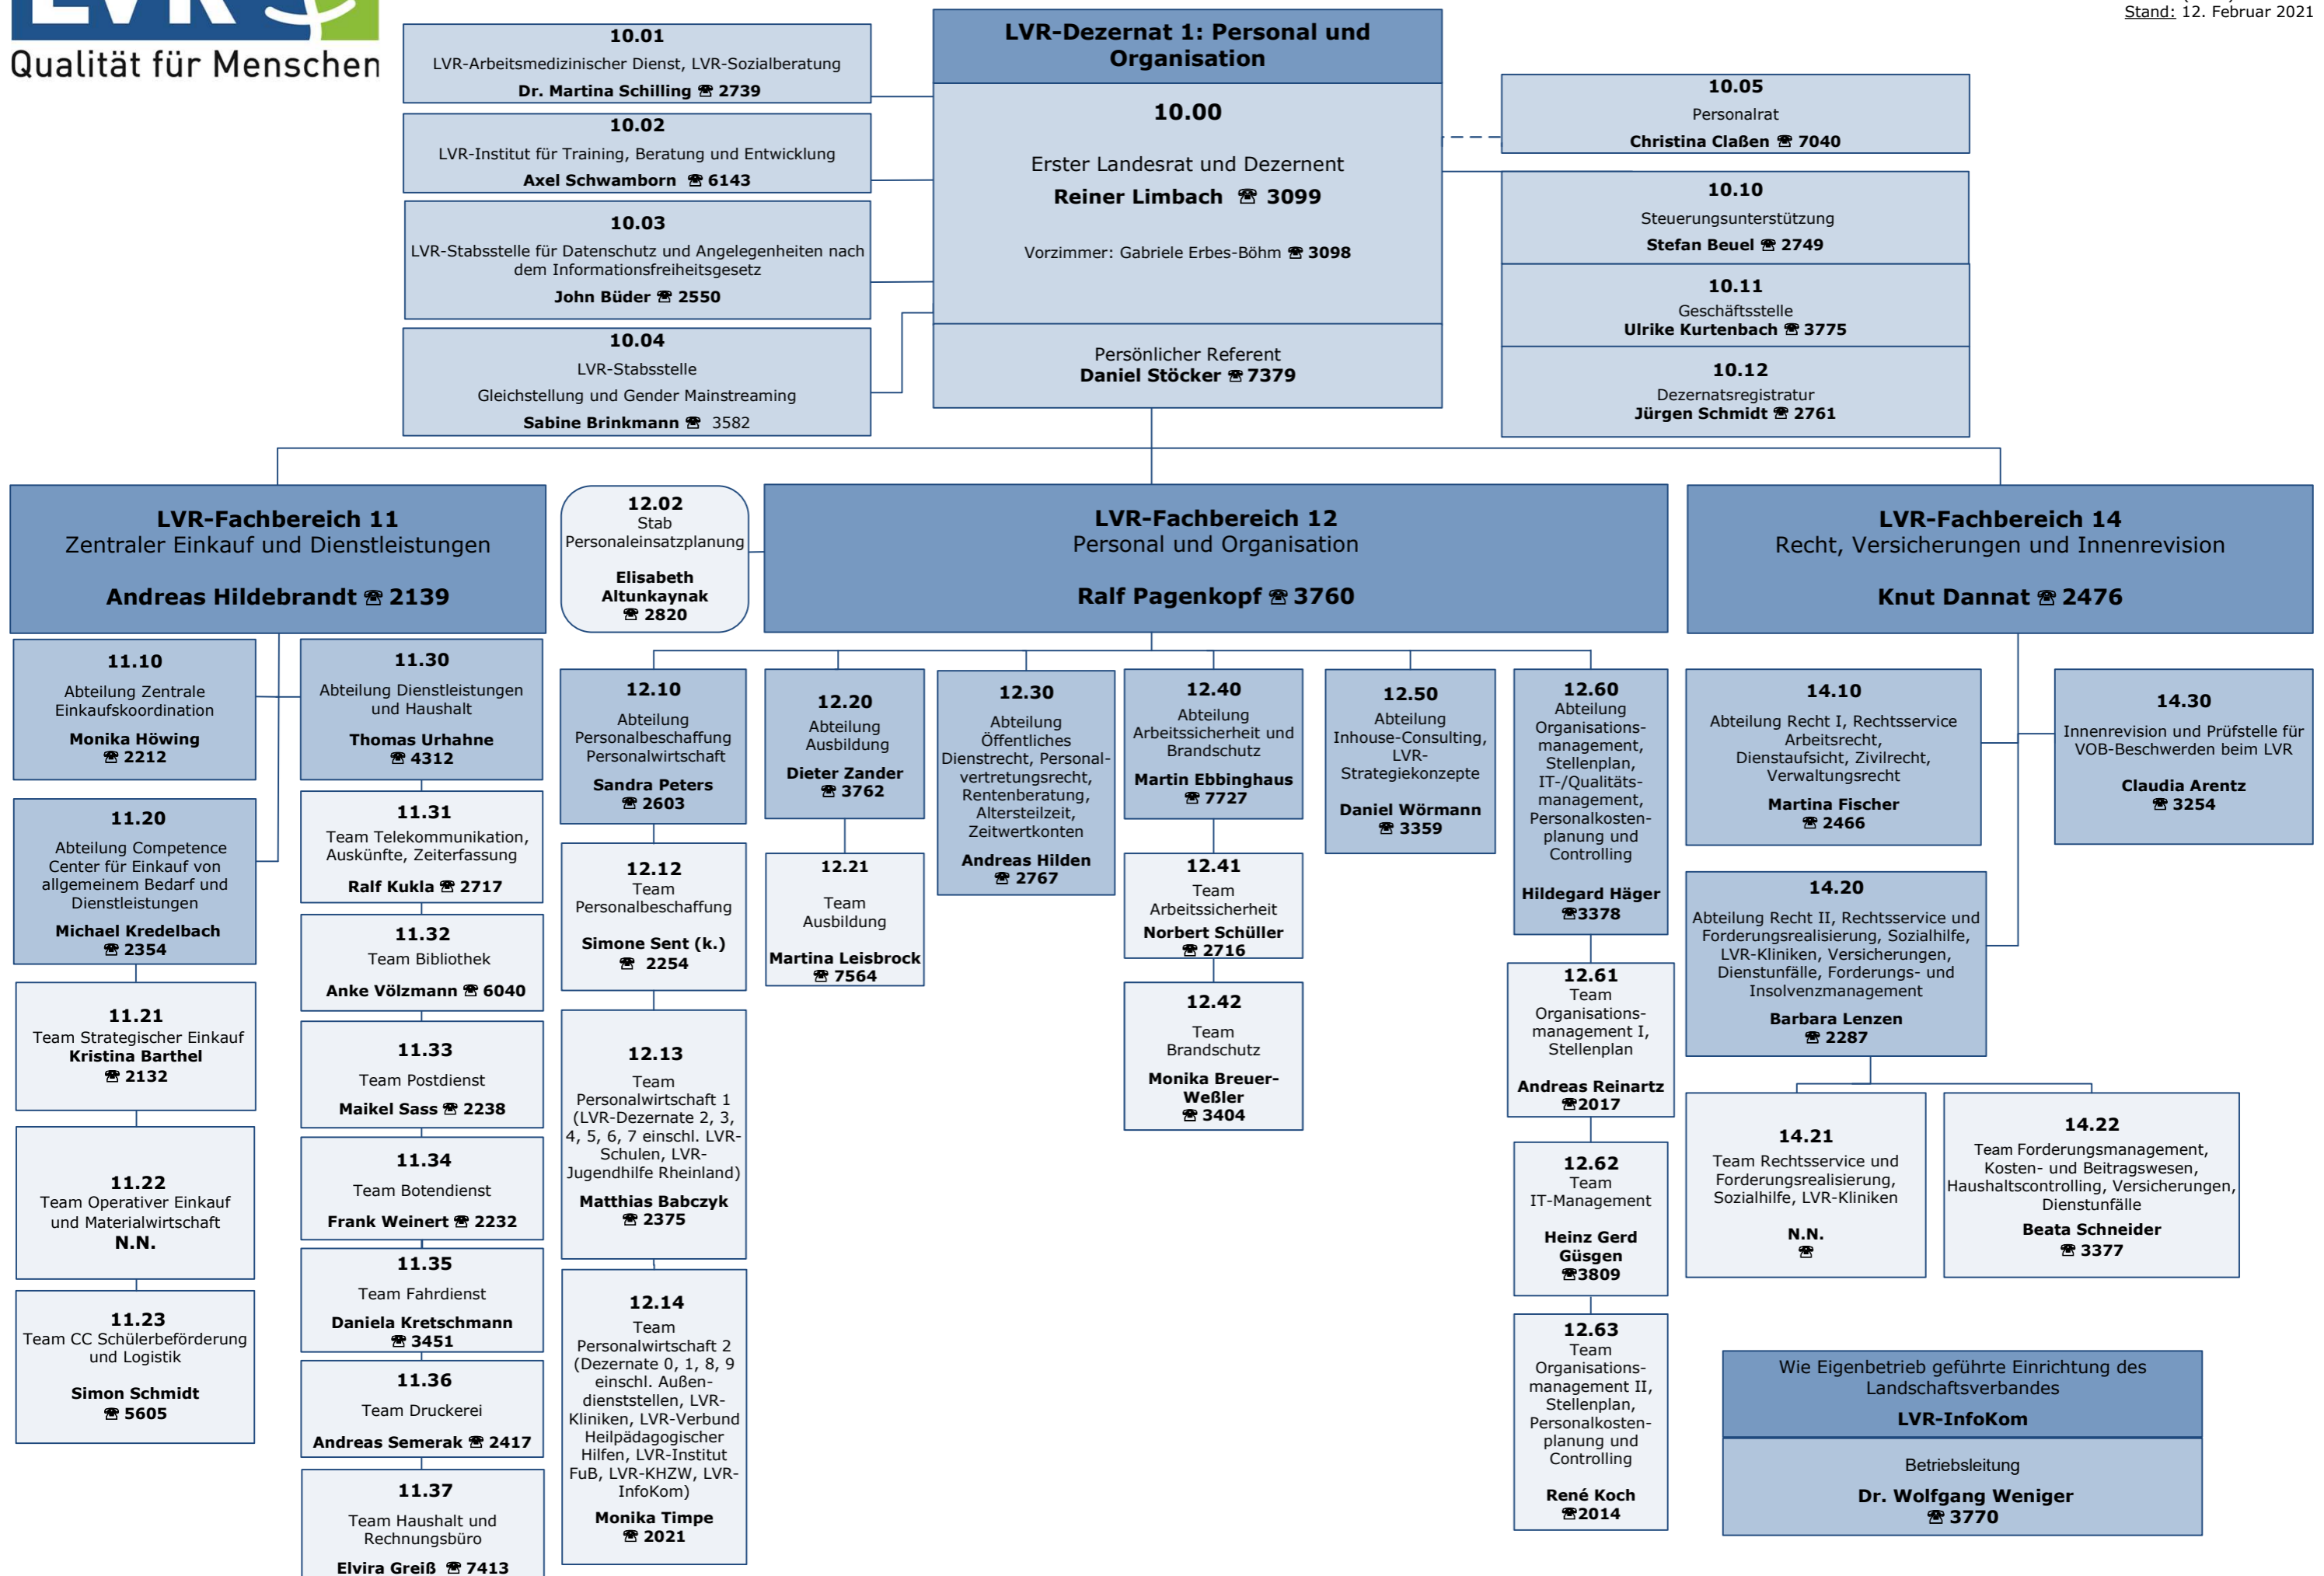 LVR
Qualität für Menschen
Stand: 12. Februar 2021
10.01
LVR-Arbeitsmedizinischer Dienst, LVR-Sozialberatung
Dr. Martina Schilling ☎ 2739
10.02
LVR-Institut für Training, Beratung und Entwicklung
Axel Schwamborn ☎ 6143
10.03
LVR-Stabsstelle für Datenschutz und Angelegenheiten nach
dem Informationsfreiheitsgesetz
John Büder ☎ 2550
10.04
LVR-Stabsstelle
Gleichstellung und Gender Mainstreaming
Sabine Brinkmann ☎ 3582
LVR-Dezernat 1: Personal und
Organisation
10.00
Erster Landesrat und Dezernent
Reiner Limbach ☎ 3099
Vorzimmer: Gabriele Erbes-Böhm ☎ 3098
Persönlicher Referent
Daniel Stöcker ☎ 7379
10.05
Personalrat
Christina Claßen ☎ 7040
10.10
Steuerungsunterstützung
Stefan Beuel ☎ 2749
10.11
Geschäftsstelle
Ulrike Kurtenbach ☎ 3775
10.12
Dezernatsregistratur
Jürgen Schmidt ☎ 2761
LVR-Fachbereich 11
Zentraler Einkauf und Dienstleistungen
Andreas Hildebrandt ☎ 2139
11.10
Abteilung Zentrale
Einkaufskoordination
Monika Höwing
☎ 2212
11.20
Abteilung Competence
Center für Einkauf von
allgemeinem Bedarf und
Dienstleistungen
Michael Kredelbach
☎ 2354
11.21
Team Strategischer Einkauf
Kristina Barthel
☎ 2132
11.22
Team Operativer Einkauf
und Materialwirtschaft
N.N.
11.23
Team CC Schülerbeförderung
und Logistik
Simon Schmidt
☎ 5605
11.30
Abteilung Dienstleistungen
und Haushalt
Thomas Urhahne
☎ 4312
11.31
Team Telekommunikation,
Auskünfte, Zeiterfassung
Ralf Kukla ☎ 2717
11.32
Team Bibliothek
Anke Völzmann ☎ 6040
11.33
Team Postdienst
Maikel Sass ☎ 2238
11.34
Team Botendienst
Frank Weinert ☎ 2232
11.35
Team Fahrdienst
Daniela Kretschmann
☎ 3451
11.36
Team Druckerei
Andreas Semerak ☎ 2417
11.37
Team Haushalt und
Rechnungsbüro
Elvira Greiß ☎ 7413
12.02
Stab
Personaleinsatzplanung
Elisabeth
Altunkaynak
☎ 2820
LVR-Fachbereich 12
Personal und Organisation
Ralf Pagenkopf ☎ 3760
12.10
Abteilung
Personalbeschaffung
Personalwirtschaft
Sandra Peters
☎ 2603
12.12
Team
Personalbeschaffung
Simone Sent (k.)
☎ 2254
12.13
Team
Personalwirtschaft 1
(LVR-Dezernate 2, 3,
4, 5, 6, 7 einschl. LVR-
Schulen, LVR-
Jugendhilfe Rheinland)
Matthias Babczyk
☎ 2375
12.14
Team
Personalwirtschaft 2
(Dezernate 0, 1, 8, 9
einschl. Außen-
dienststellen, LVR-
Kliniken, LVR-Verbund
Heilpädagogischer
Hilfen, LVR-Institut
FuB, LVR-KHZW, LVR-
InfoKom)
Monika Timpe
☎ 2021
12.20
Abteilung
Ausbildung
Dieter Zander
☎ 3762
12.21
Team
Ausbildung
Martina Leisbrock
☎ 7564
12.30
Abteilung
Öffentliches
Dienstrecht, Personal-
vertretungsrecht,
Rentenberatung,
Altersteilzeit,
Zeitwertkonten
Andreas Hilden
☎ 2767
12.40
Abteilung
Arbeitssicherheit und
Brandschutz
Martin Ebbinghaus
☎ 7727
12.41
Team
Arbeitssicherheit
Norbert Schüller
☎ 2716
12.42
Team
Brandschutz
Monika Breuer-
Weßler
☎ 3404
12.50
Abteilung
Inhouse-Consulting,
LVR-
Strategiekonzepte
Daniel Wörmann
☎ 3359
12.60
Abteilung
Organisations-
management,
Stellenplan,
IT-/Qualitäts-
management,
Personalkosten-
planung und
Controlling
Hildegard Häger
☎3378
12.61
Team
Organisations-
management I,
Stellenplan
Andreas Reinartz
☎2017
12.62
Team
IT-Management
Heinz Gerd
Güsgen
☎3809
12.63
Team
Organisations-
management II,
Stellenplan,
Personalkosten-
planung und
Controlling
René Koch
☎2014
LVR-Fachbereich 14
Recht, Versicherungen und Innenrevision
Knut Dannat ☎ 2476
14.10
Abteilung Recht I, Rechtsservice
Arbeitsrecht,
Dienstaufsicht, Zivilrecht,
Verwaltungsrecht
Martina Fischer
☎ 2466
14.30
Innenrevision und Prüfstelle für
VOB-Beschwerden beim LVR
Claudia Arentz
☎ 3254
14.20
Abteilung Recht II, Rechtsservice und
Forderungsrealisierung, Sozialhilfe,
LVR-Kliniken, Versicherungen,
Dienstunfälle, Forderungs- und
Insolvenzmanagement
Barbara Lenzen
☎ 2287
14.21
Team Rechtsservice und
Forderungsrealisierung,
Sozialhilfe, LVR-Kliniken
N.N.
☎
14.22
Team Forderungsmanagement,
Kosten- und Beitragswesen,
Haushaltscontrolling, Versicherungen,
Dienstunfälle
Beata Schneider
☎ 3377
Wie Eigenbetrieb geführte Einrichtung des
Landschaftsverbandes
LVR-InfoKom
Betriebsleitung
Dr. Wolfgang Weniger
☎ 3770